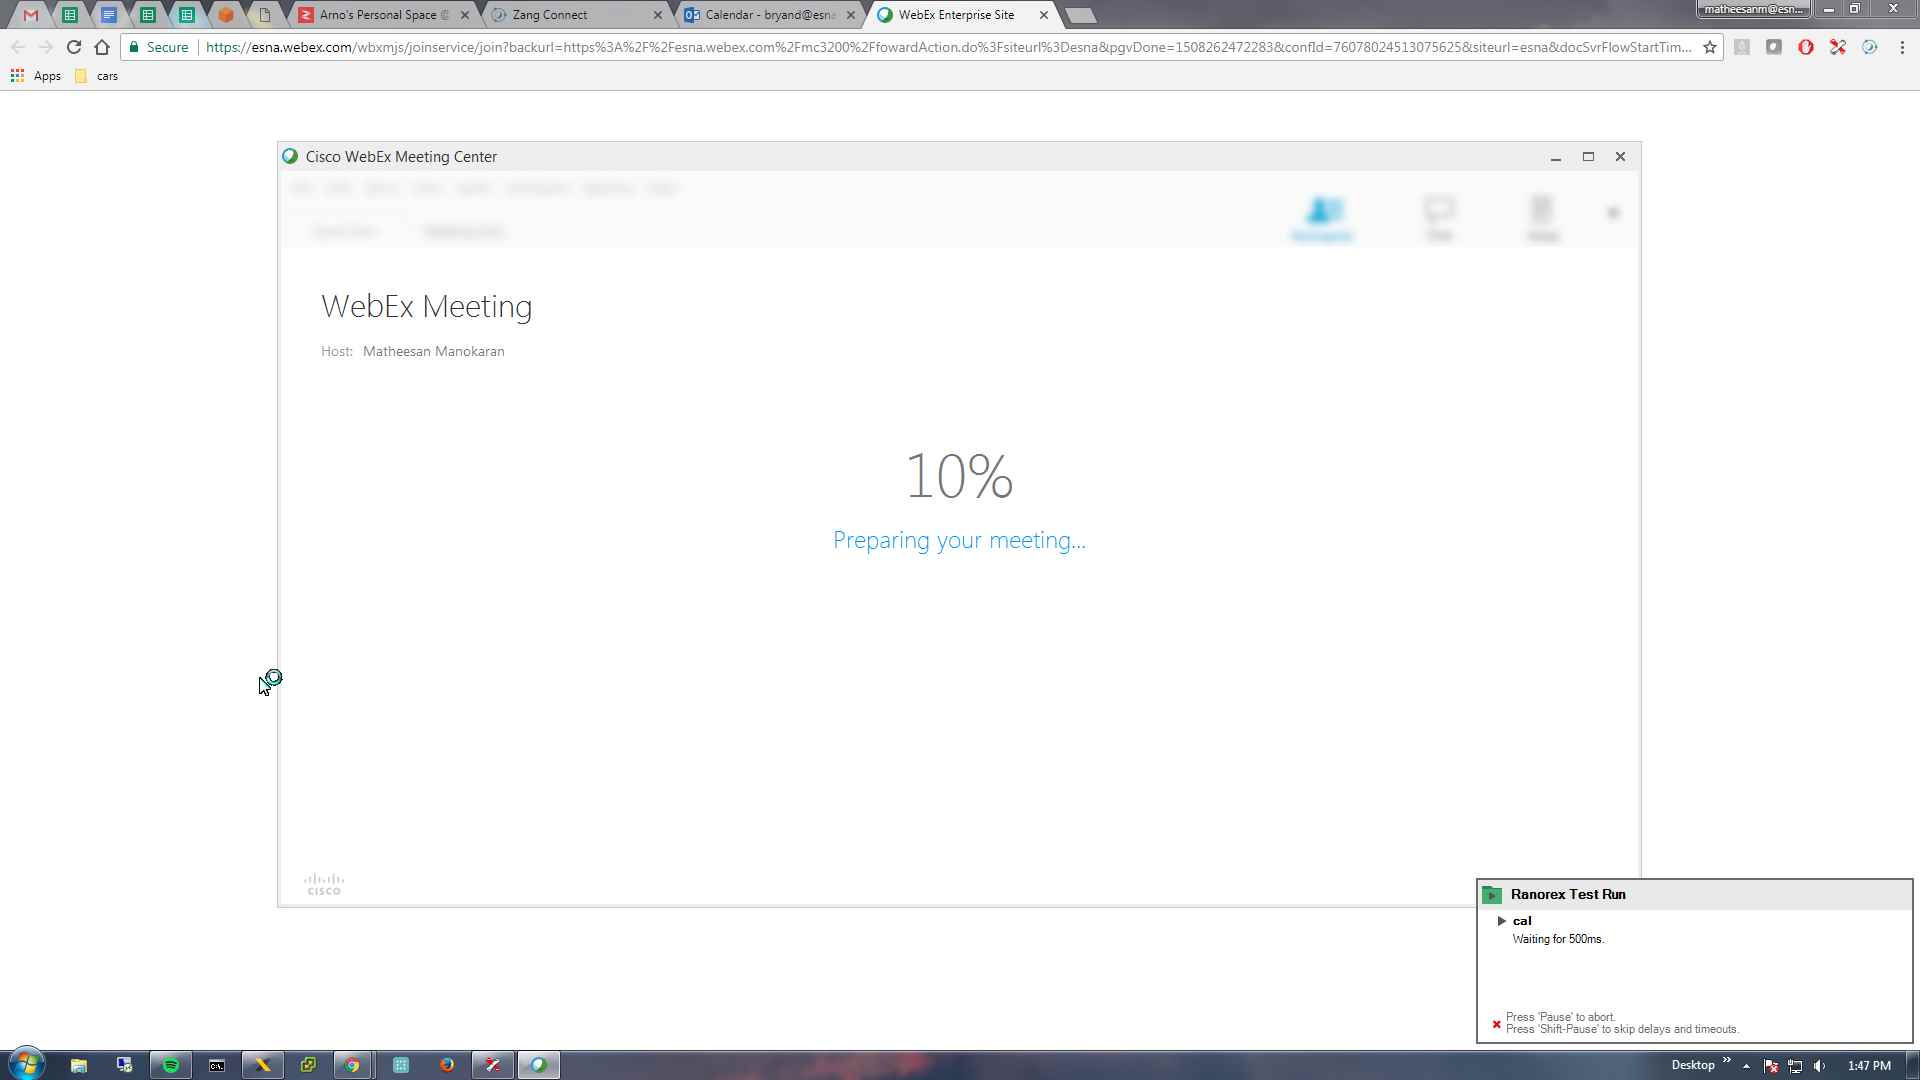 Arno's Personal Space @
Zang Connect
Calendar - bryand@esna
WebEx Enterprise Site
matheesanm@esn...
Secure
https://esna.webex.com/wbxmjs/joinservice/join?backurl=https%3A%2F%2Fesna.webex.com%2Fmc3200%2FfowardAction.do%3Fsiteurl%3Desna&pgvDone=1508262472283&confId=76078024513075625&siteurl=esna&docSvrFlowStartTim...
Apps
cars
Cisco WebEx Meeting Center
WebEx Meeting
Host: Matheesan Manokaran
10%
Preparing your meeting...
CISCO
Ranorex Test Run
cal
Waiting for 500ms.
Press 'Pause' to abort.
Press 'Shift-Pause' to skip delays and timeouts.
Desktop
1:47 PM